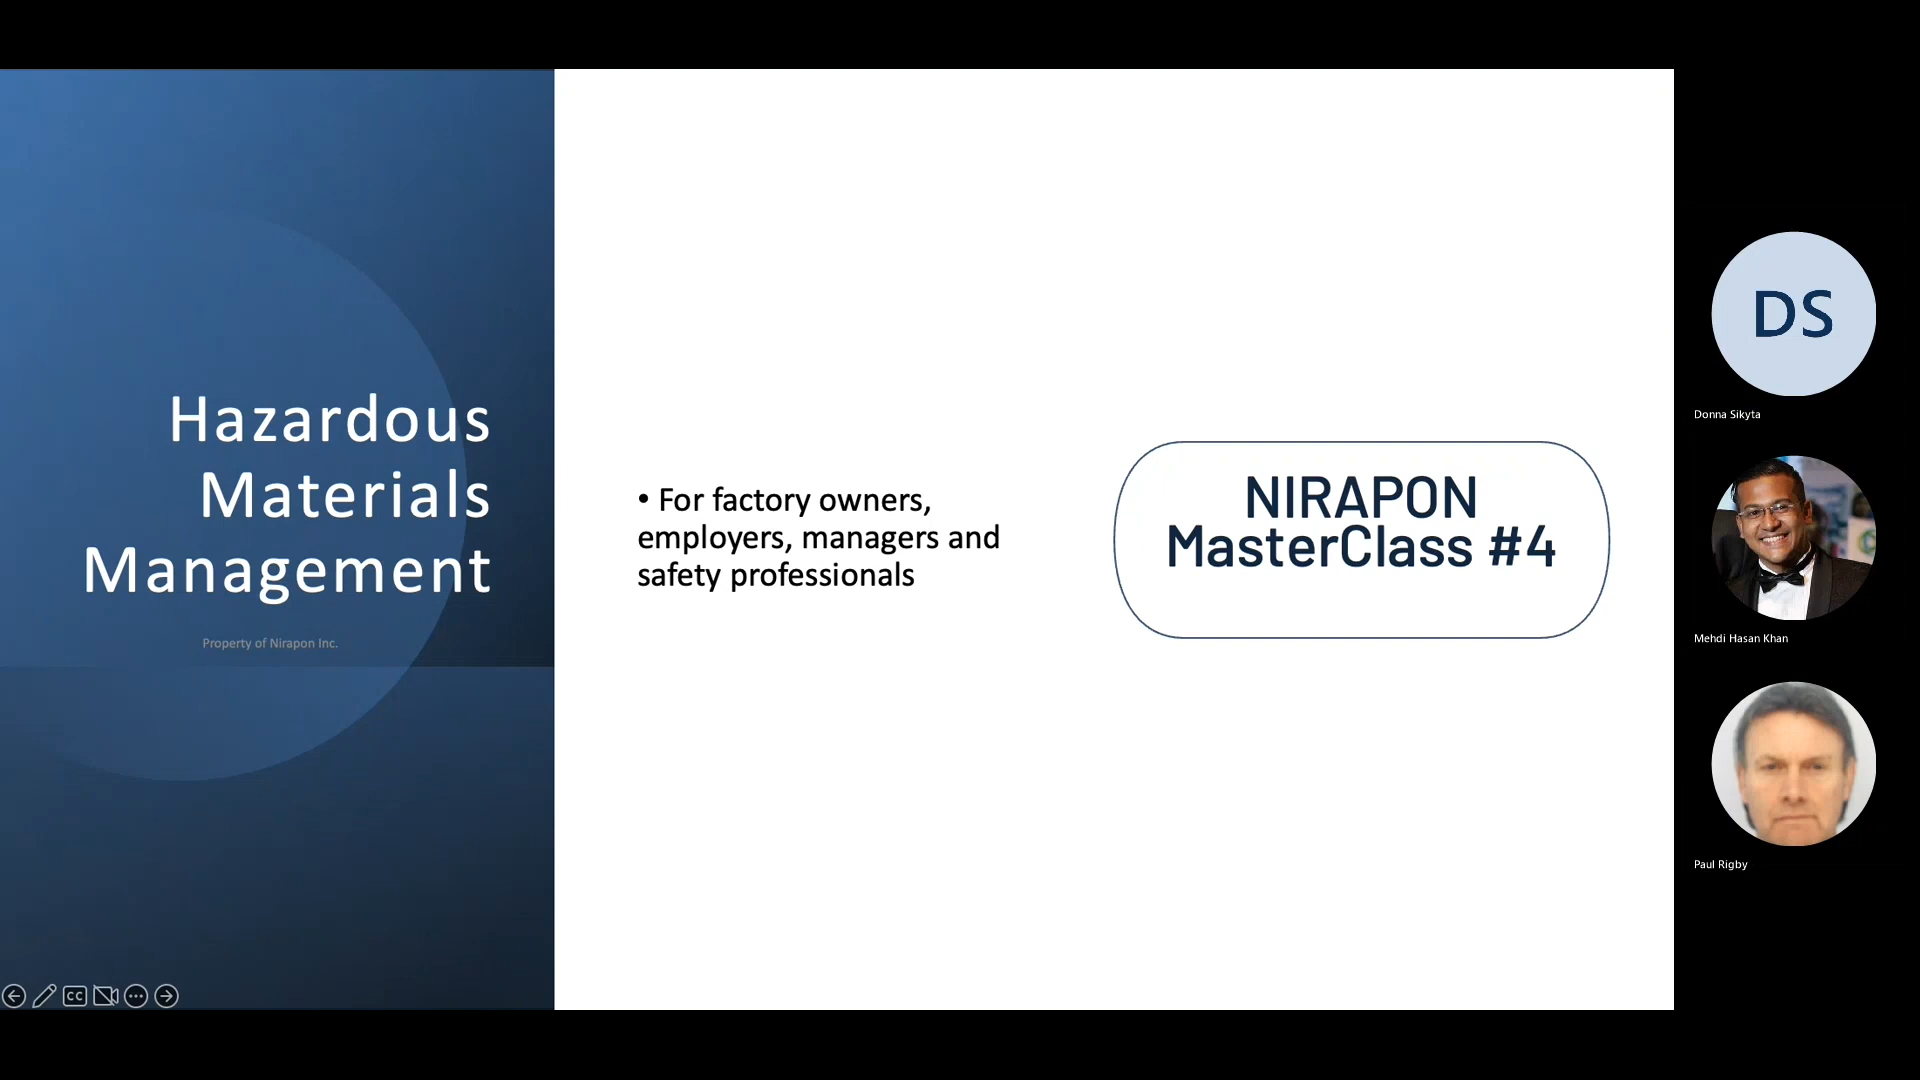 Hazardous
Materials
Management
Property of Nirapon Inc.
• For factory owners,
employers, managers and
safety professionals
NIRAPON
MasterClass #4
DS
Donna Sikyta
Mehdi Hasan Khan
Paul Rigby
CC